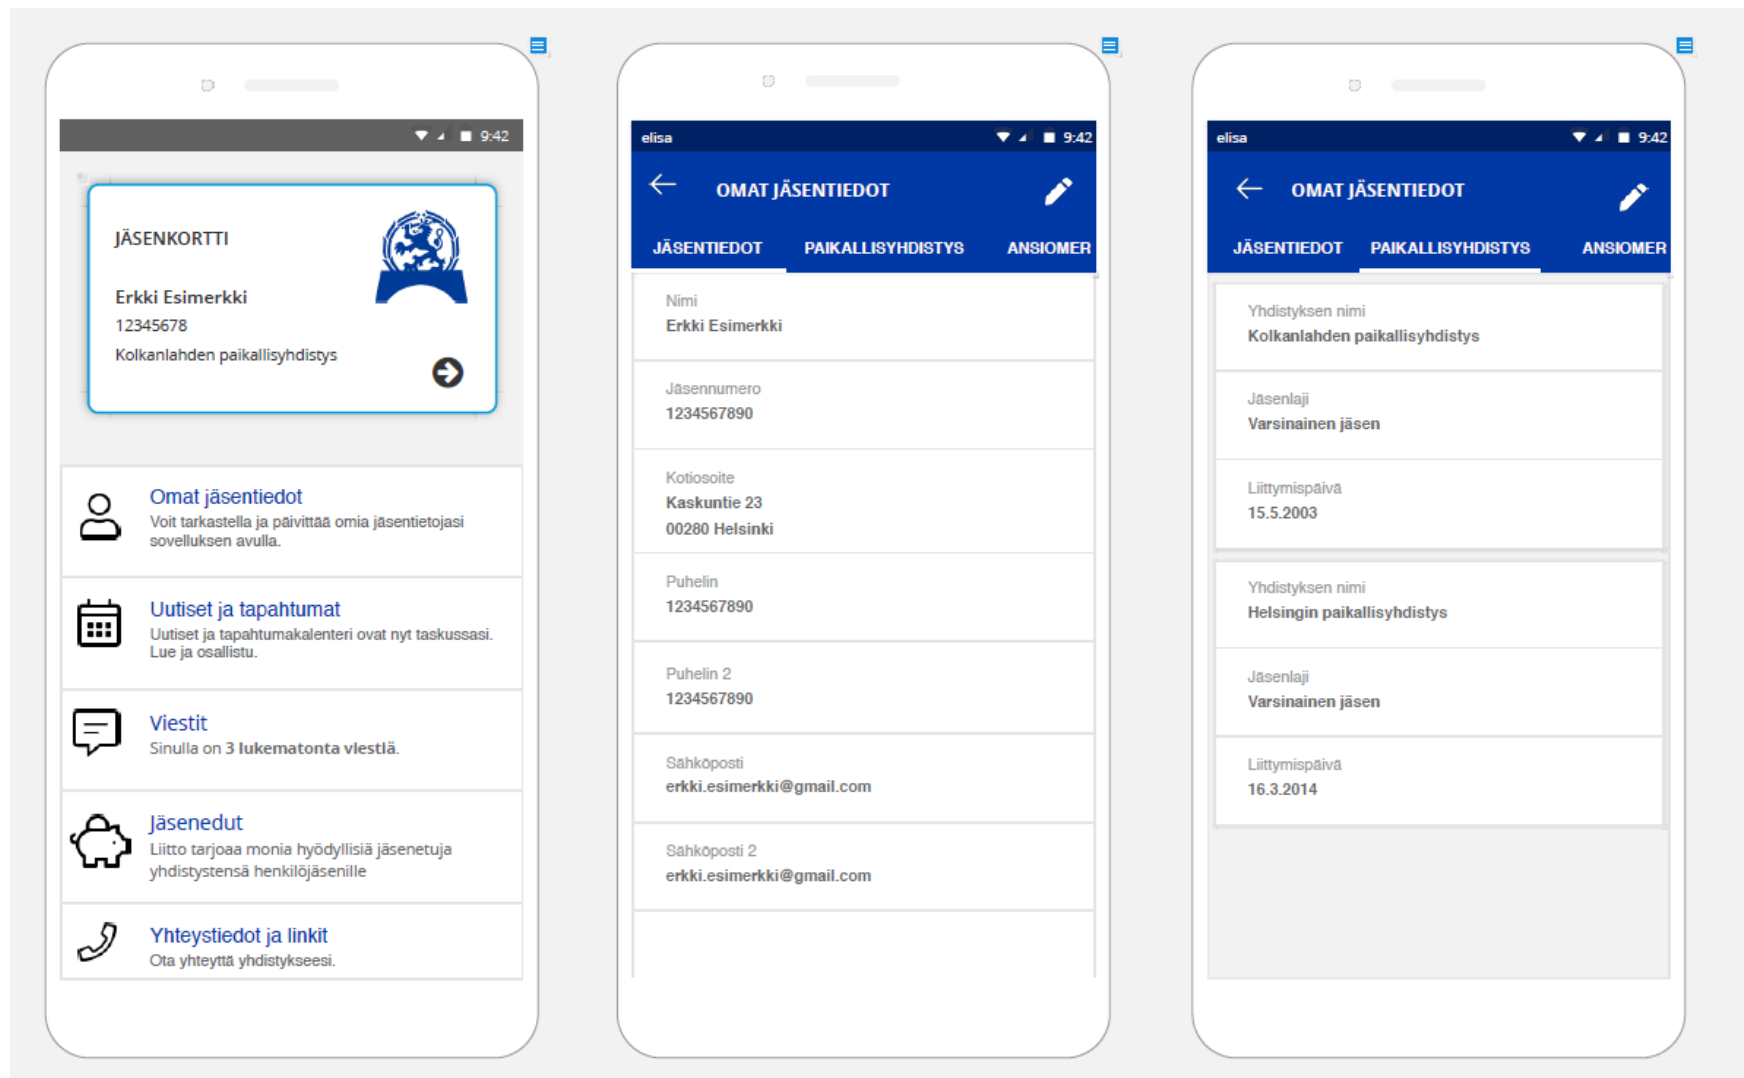 9:42
JÄSENKORTTI
Erkki Esimerkki
12345678
Kolkanlahden paikallisyhdistys
Omat jäsentiedot
Voit tarkastella ja päivittää omia jäsentietojasi
sovelluksen avulla.
Uutiset ja tapahtumat
Uutiset ja tapahtumakalenteri ovat nyt taskussasi.
Lue ja osallistu.
Viestit
Sinulla on 3 lukematonta viestiä.
Jäsenedut
Liitto tarjoaa monia hyödyllisiä jäsenetuja
yhdistystensä henkilöjäsenille
Yhteystiedot ja linkit
Ota yhteyttä yhdistykseesi.
elisa 9:42
OMAT JÄSENTIEDOT
JÄSENTIEDOT PAIKALLISYHDISTYS ANSIOMER
Nimi
Erkki Esimerkki
Jäsennumero
1234567890
Kotiosoite
Kaskuntie 23
00280 Helsinki
Puhelin
1234567890
Puhelin 2
1234567890
Sähköposti
erkki.esimerkki@gmail.com
Sähköposti 2
erkki.esimerkki@gmail.com
elisa 9:42
OMAT JÄSENTIEDOT
JÄSENTIEDOT PAIKALLISYHDISTYS ANSIOMER
Yhdistyksen nimi
Kolkanlahden paikallisyhdistys
Jäsenlaji
Varsinainen jäsen
Liittymispäivä
15.5.2003
Yhdistyksen nimi
Helsingin paikallisyhdistys
Jäsenlaji
Varsinainen jäsen
Liittymispäivä
16.3.2014